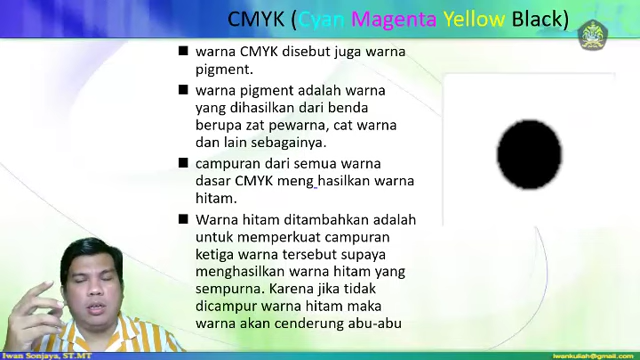 CMYK (Cyan Magenta Yellow Black)
■ warna CMYK disebut juga warna
pigment.
■ warna pigment adalah warna
yang dihasilkan dari benda
berupa zat pewarna, cat warna
dan lain sebagainya.
■ campuran dari semua warna
dasar CMYK meng hasilkan warna
hitam.
■ Warna hitam ditambahkan adalah
untuk memperkuat campuran
ketiga warna tersebut supaya
menghasilkan warna hitam yang
sempurna. Karena jika tidak
dicampur warna hitam maka
warna akan cenderung abu-abu
Iwan Sonjaya, ST.MT
iwankuliah@gmail.com